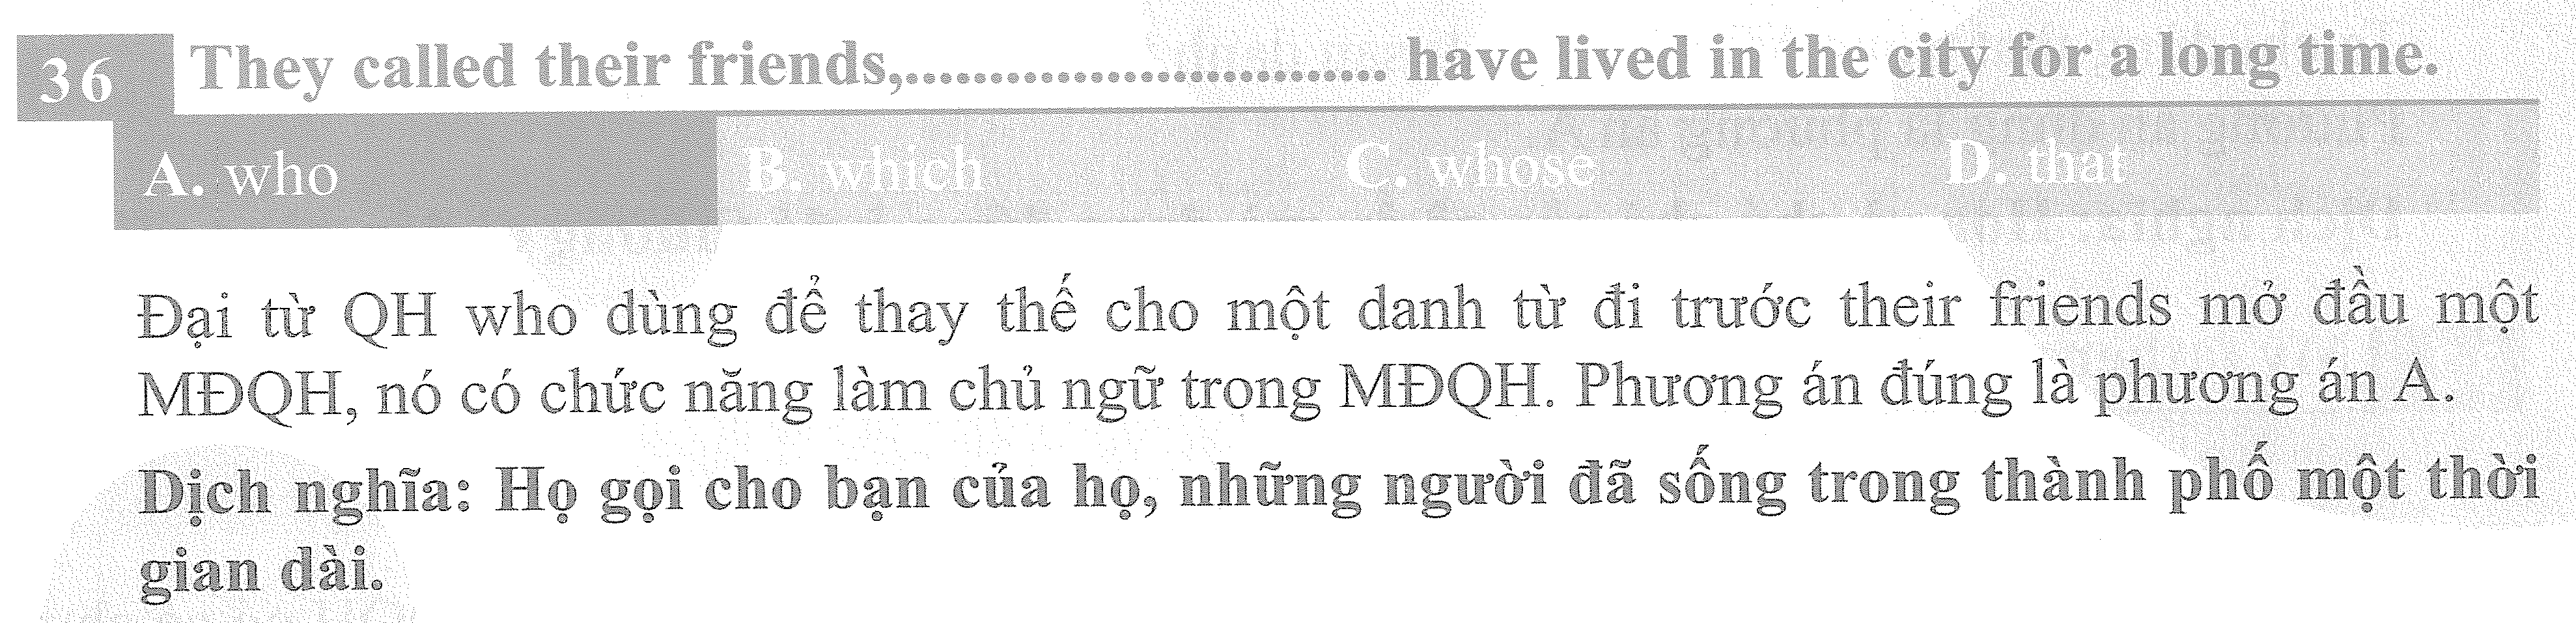 36 They called their friends,............................. have lived in the city for a long time.
A. who B. which C. whose D. that
Đại từ QH who dùng để thay thế cho một danh từ đi trước their friends mở đầu một
MĐQH, nó có chức năng làm chủ ngữ trong MĐQH. Phương án đúng là phương án A.
Dịch nghĩa: Họ gọi cho bạn của họ, những người đã sống trong thành phố một thời
gian dài.